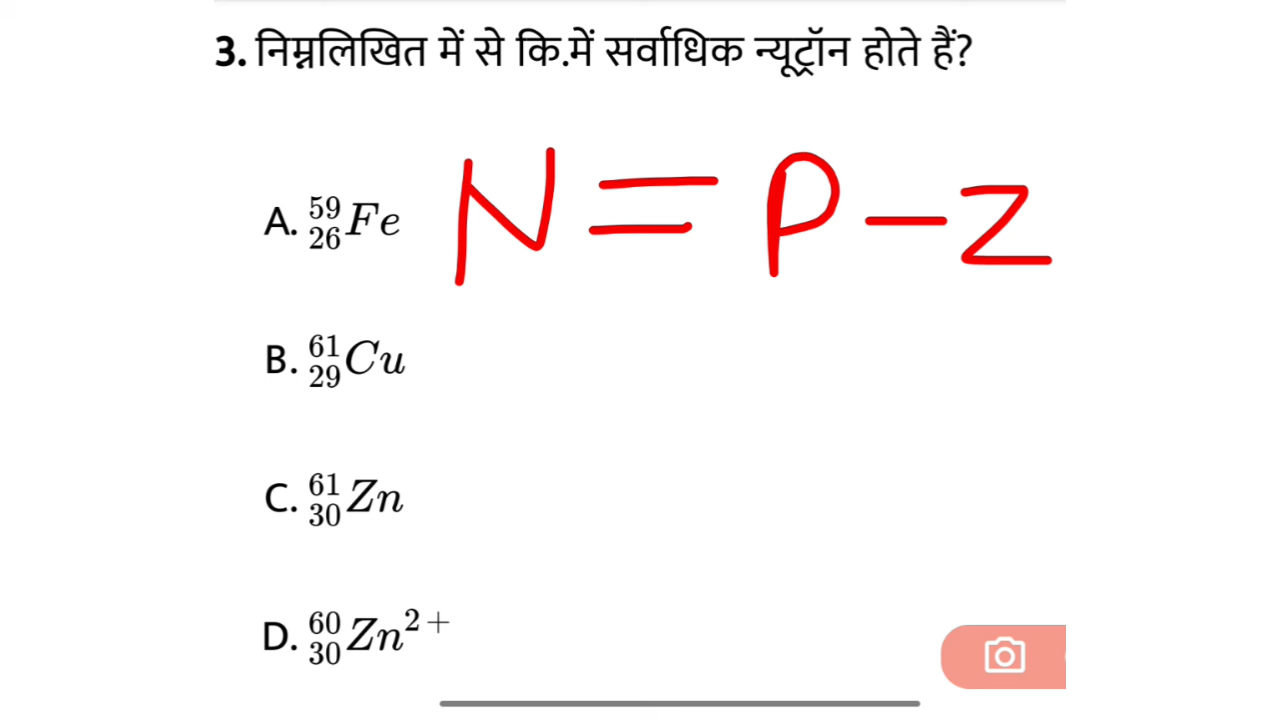 3. निम्नलिखित में से कि.में सर्वाधिक न्यूट्रॉन होते हैं?
A. ⁵⁹₂₆Fe N = P - Z
B. ⁶¹₂₉Cu
C. ⁶¹₃₀Zn
D. ⁶⁰₃₀Zn²⁺